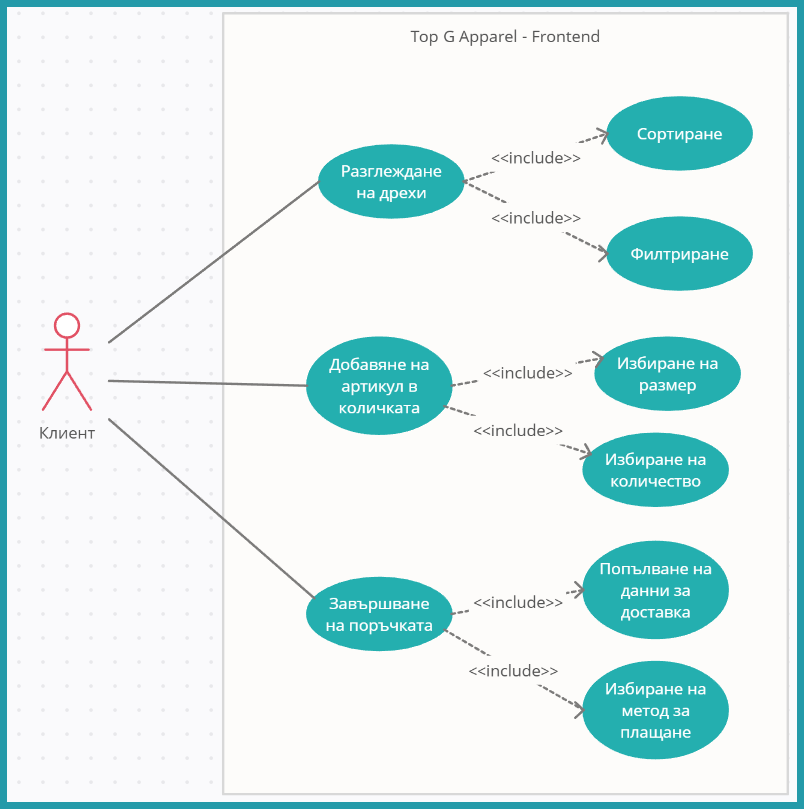 Top G Apparel - Frontend
Сортиране
<<include>>
Разглеждане
на дрехи
<<include>>
Филтриране
Клиент
Добавяне на
артикул в
количката
<<include>>
Избиране на
размер
<<include>>
Избиране на
количество
Завършване
на поръчката
<<include>>
Попълване на
данни за
доставка
<<include>>
Избиране на
метод за
плащане